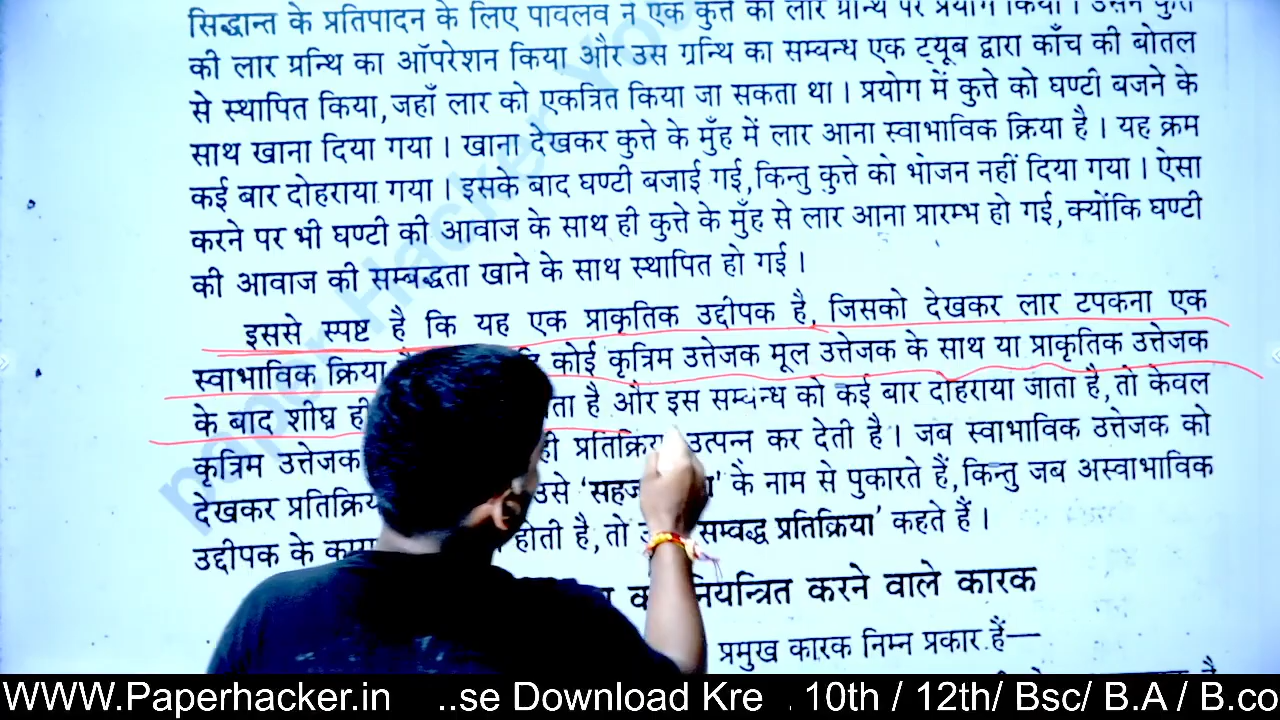 सिद्धान्त के प्रतिपादन के लिए पावलव ने एक कुत्ते की लार ग्रन्थि पर प्रयोग किया। उसने कुत्ते
की लार ग्रन्थि का ऑपरेशन किया और उस ग्रन्थि का सम्बन्ध एक ट्यूब द्वारा काँच की बोतल
से स्थापित किया, जहाँ लार को एकत्रित किया जा सकता था। प्रयोग में कुत्ते को घण्टी बजने के
साथ खाना दिया गया। खाना देखकर कुत्ते के मुँह में लार आना स्वाभाविक क्रिया है। यह क्रम
कई बार दोहराया गया। इसके बाद घण्टी बजाई गई, किन्तु कुत्ते को भोजन नहीं दिया गया। ऐसा
करने पर भी घण्टी की आवाज के साथ ही कुत्ते के मुँह से लार आना प्रारम्भ हो गई, क्योंकि घण्टी
की आवाज की सम्बद्धता खाने के साथ स्थापित हो गई।
इससे स्पष्ट है कि यह एक प्राकृतिक उद्दीपक है, जिसको देखकर लार टपकना एक
स्वाभाविक क्रिया कोई कृत्रिम उत्तेजक मूल उत्तेजक के साथ या प्राकृतिक उत्तेजक
के बाद शीघ्र ही है और इस सम्बन्ध को कई बार दोहराया जाता है, तो केवल
कृत्रिम उत्तेजक ही उत्पन्न कर देती है। जब स्वाभाविक उत्तेजक को
देखकर उसे के नाम से पुकारते हैं, किन्तु जब अस्वाभाविक
उद्दीपक के होती है, तो सम्वद्ध प्रतिक्रिया' कहते हैं।
नियन्त्रित करने वाले कारक
प्रमुख कारक निम्न प्रकार हैं—
WWW.Paperhacker.in ..se Download Kre . 10th / 12th/ Bsc/ B.A / B.co